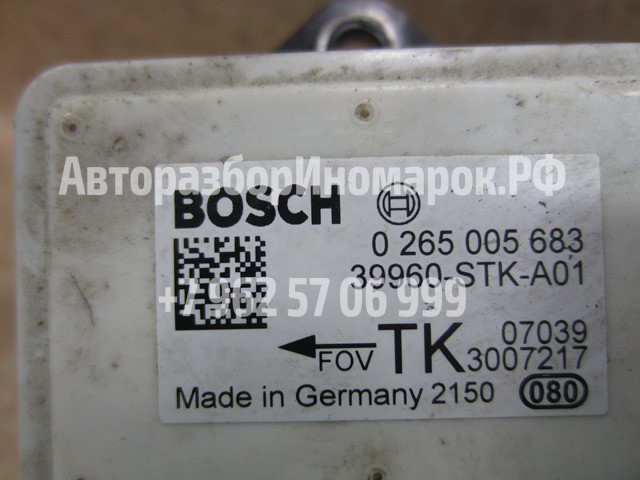 АвторазборИномарок.РФ
BOSCH
0 265 005 683
39960-STK-A01
+7 962 57 06 999
07039
FOV TK 3007217
Made in Germany 2150 080